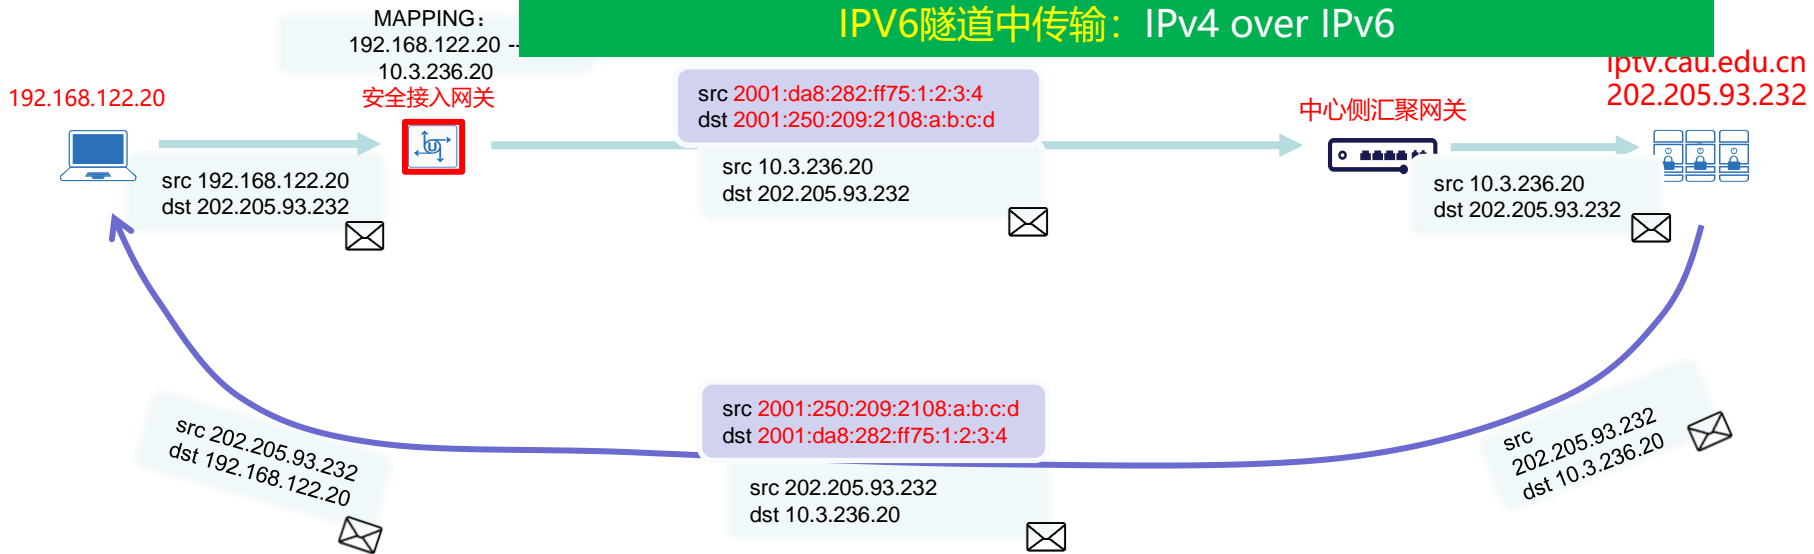 IPV6隧道中传输：IPv4 over IPv6
MAPPING：
192.168.122.20 --
10.3.236.20
安全接入网关
192.168.122.20
src 192.168.122.20
dst 202.205.93.232
src 2001:da8:282:ff75:1:2:3:4
dst 2001:250:209:2108:a:b:c:d
src 10.3.236.20
dst 202.205.93.232
中心侧汇聚网关
iptv.cau.edu.cn
202.205.93.232
src 10.3.236.20
dst 202.205.93.232
src 202.205.93.232
dst 192.168.122.20
src 2001:250:209:2108:a:b:c:d
dst 2001:da8:282:ff75:1:2:3:4
src 202.205.93.232
dst 10.3.236.20
src
202.205.93.232
dst 10.3.236.20